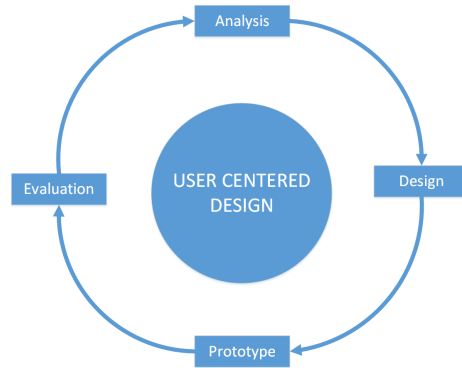 Analysis
Evaluation
USER CENTERED
DESIGN
Design
Prototype